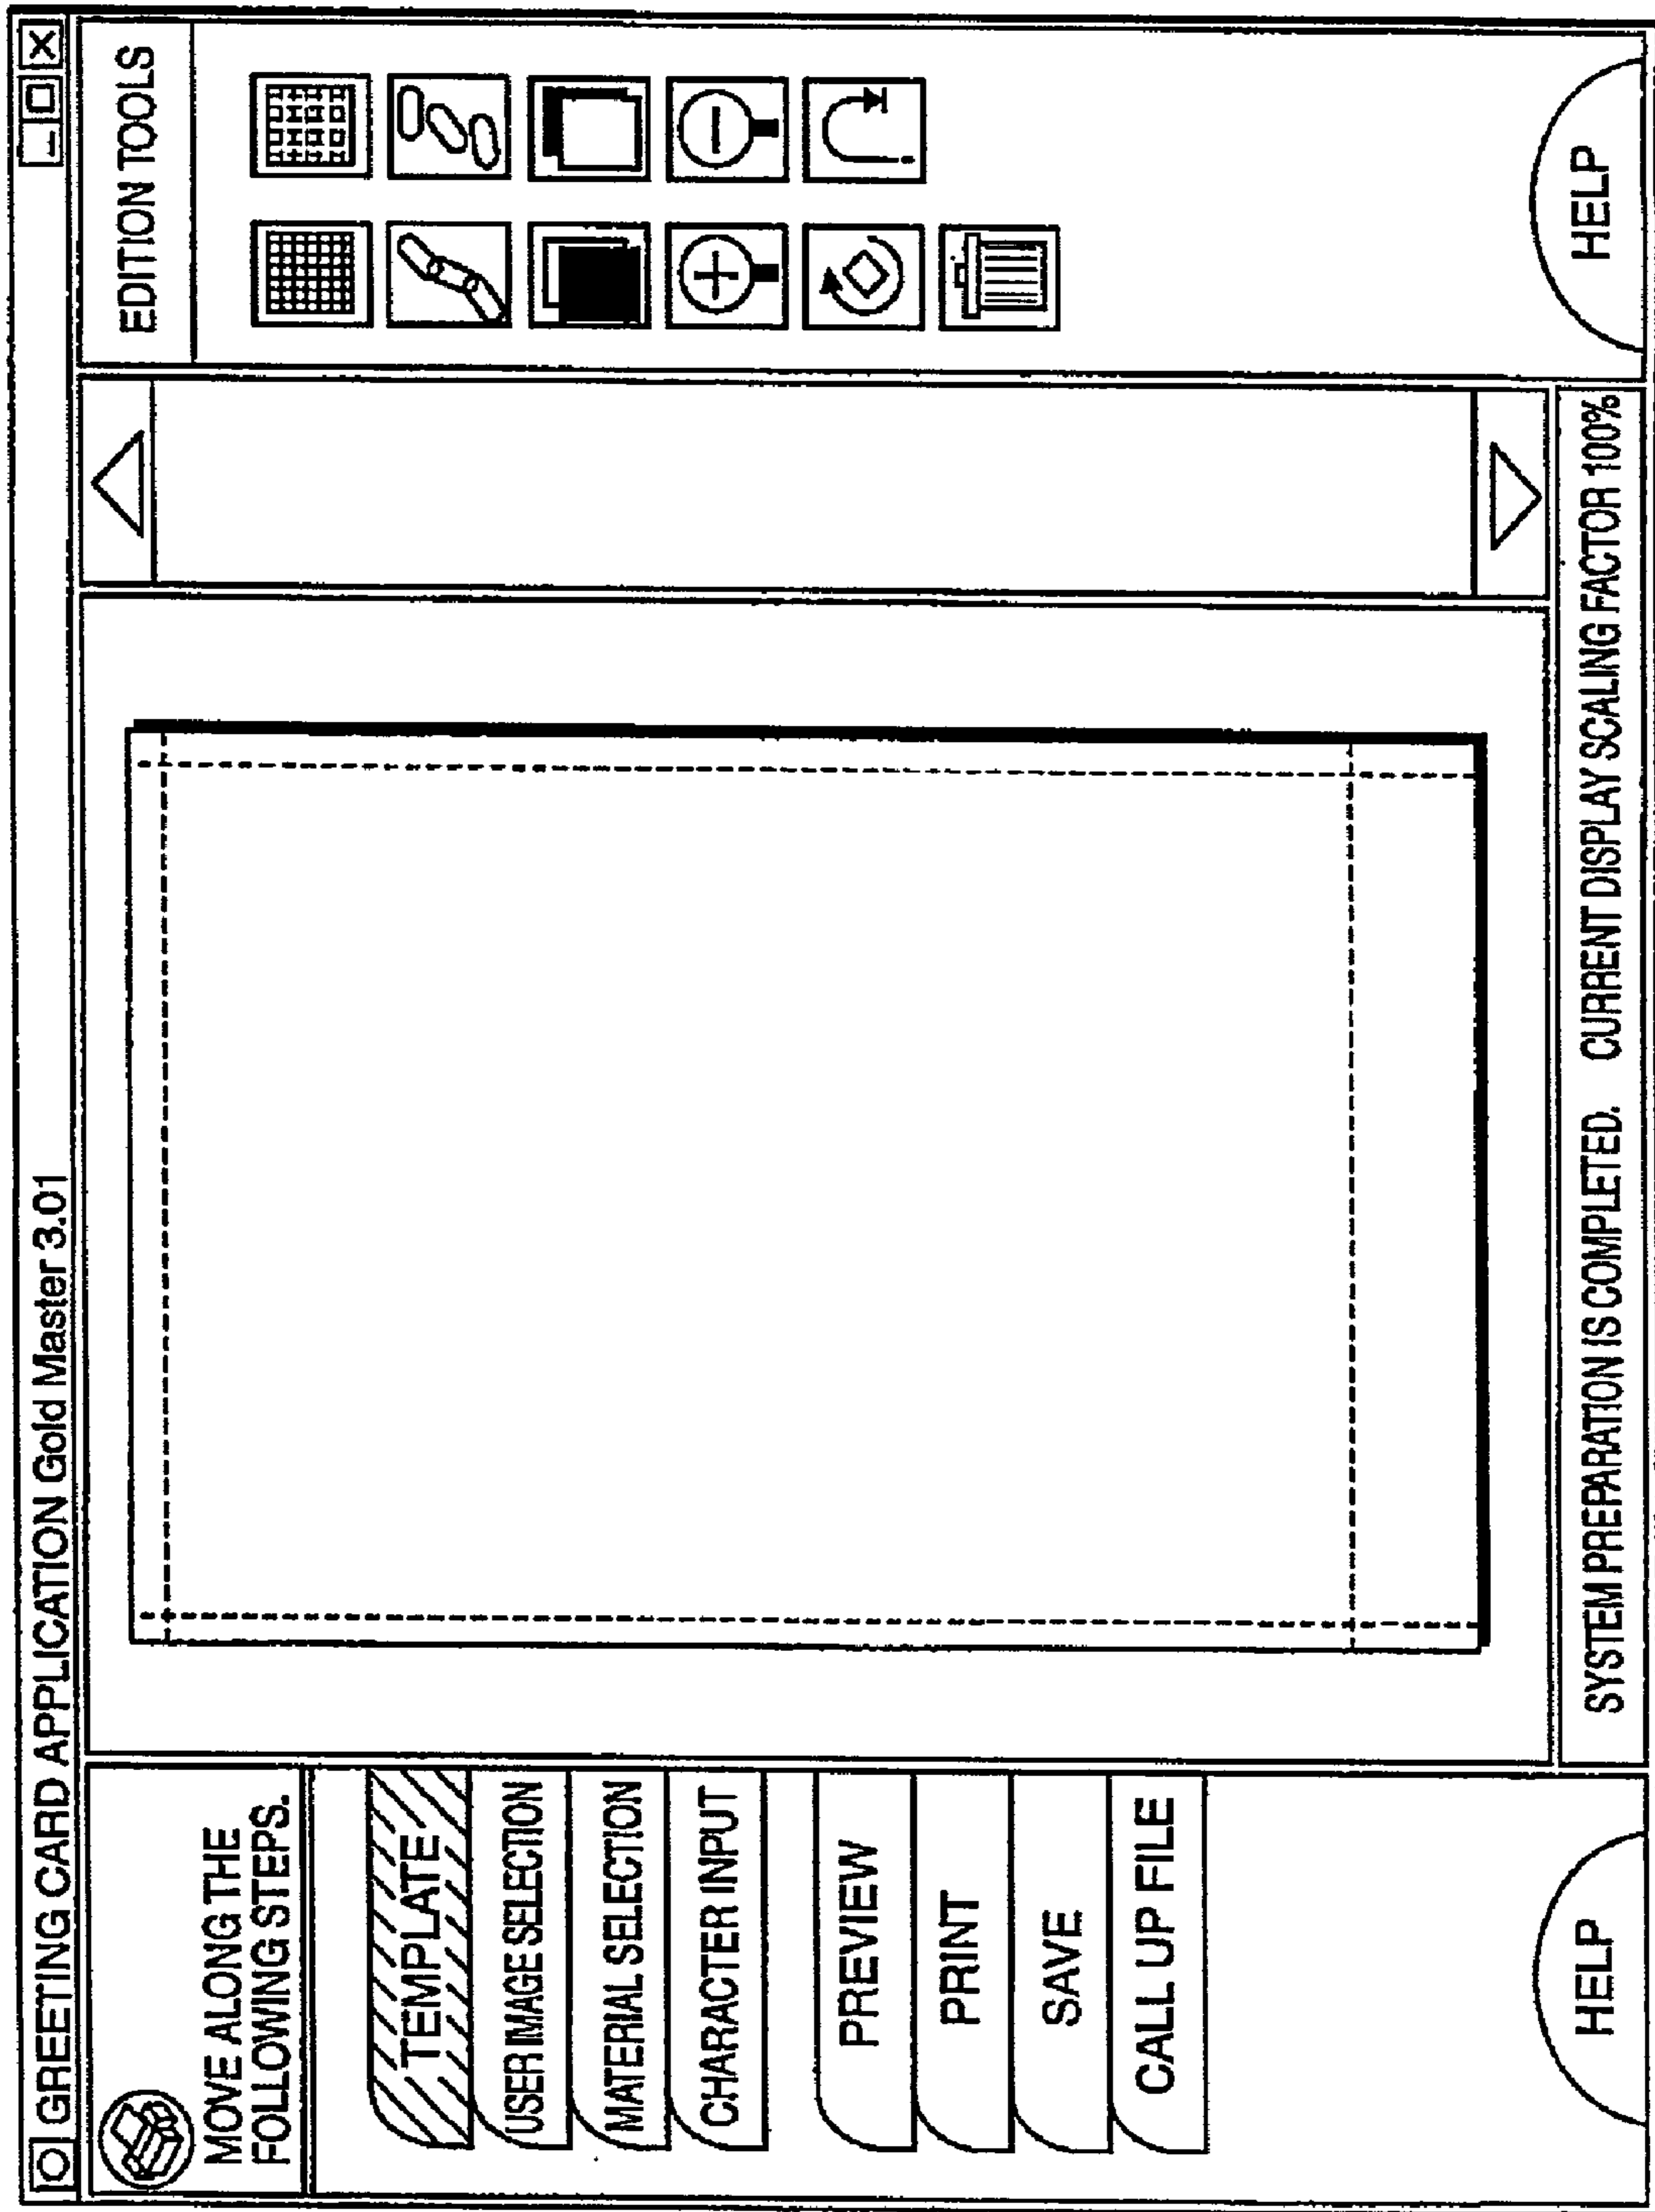 GREETING CARD APPLICATION Gold Master 3.01
MOVE ALONG THE
FOLLOWING STEPS.
TEMPLATE
USER IMAGE SELECTION
MATERIAL SELECTION
CHARACTER INPUT
PREVIEW
PRINT
SAVE
CALL UP FILE
HELP
EDITION TOOLS
HELP
SYSTEM PREPARATION IS COMPLETED. CURRENT DISPLAY SCALING FACTOR 100%